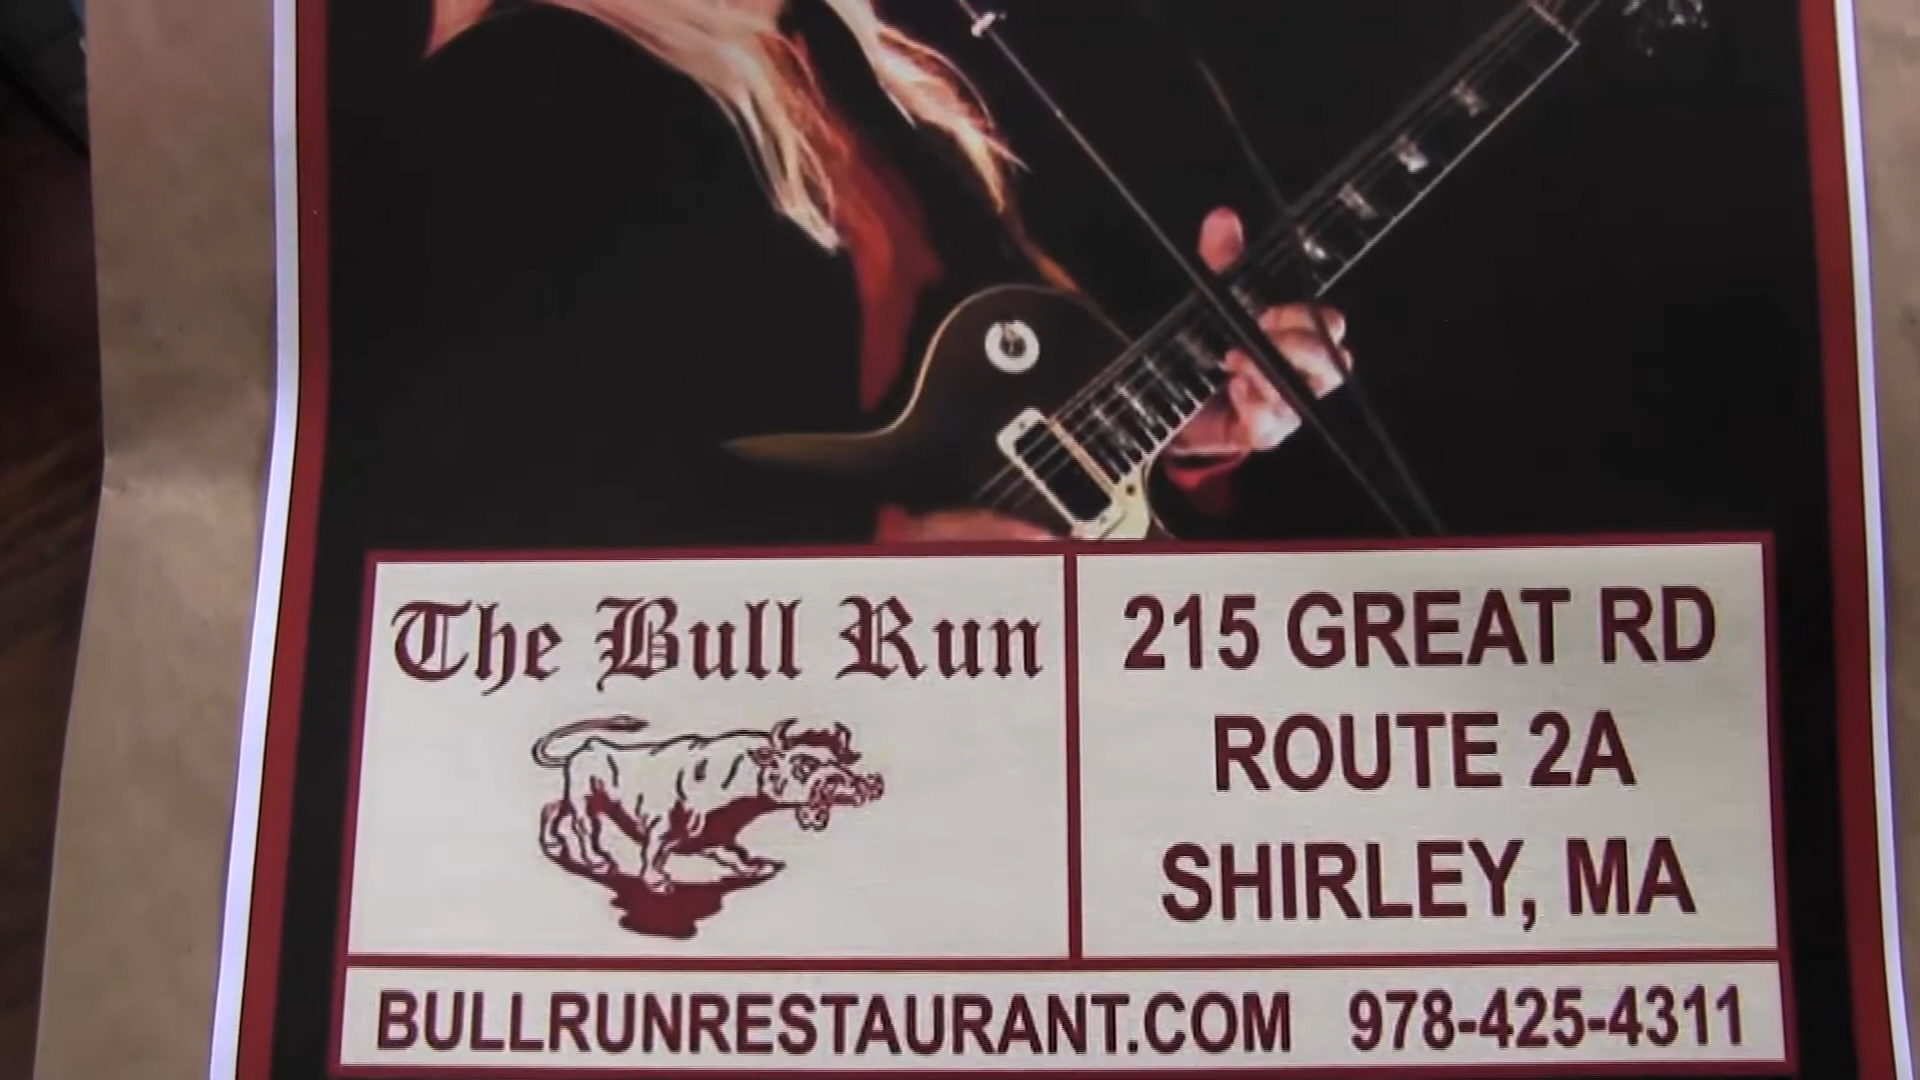 The Bull Run
215 GREAT RD
ROUTE 2A
SHIRLEY, MA
BULLRUNRESTAURANT.COM 978-425-4311